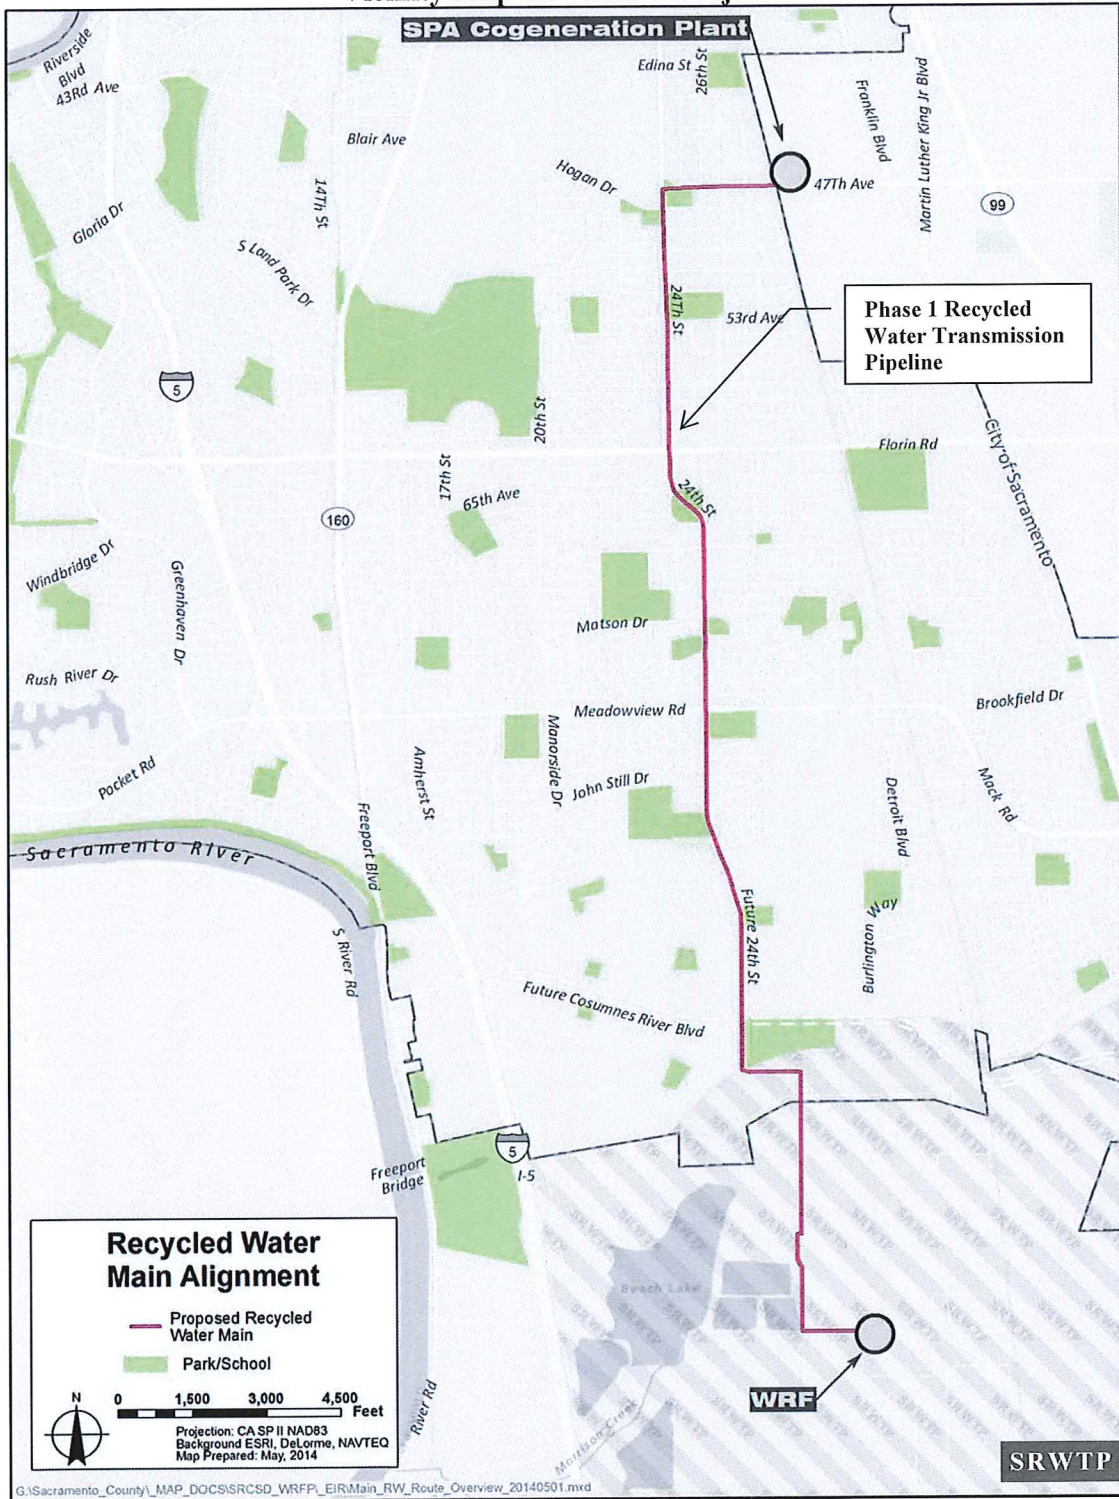 SPA Cogeneration Plant
Riverside
Blvd
43Rd Ave
Edina St
26th St
Franklin Blvd
Martin Luther King Jr Blvd
Blair Ave
Hogan Dr
47Th Ave
99
14Th St
Gloria Dr
S Land Park Dr
24Th St
53rd Ave
Phase 1 Recycled
Water Transmission
Pipeline
5
20th St
Florin Rd
City of Sacramento
17th St
65th Ave
24th St
160
Windbridge Dr
Greenhaven Dr
Matson Dr
Rush River Dr
Meadowview Rd
Brookfield Dr
Manorside Dr
Pocket Rd
Amherst St
John Still Dr
Detroit Blvd
Mack Rd
Freeport Blvd
Sacramento River
Future 24th St
Burlington Way
S River Rd
Future Cosumnes River Blvd
Freeport
Bridge
5
I-5
Beach Lake
Morrison Creek
River Rd
WRF
SRWTP
Recycled Water
Main Alignment
Proposed Recycled
Water Main
Park/School
N
0 1,500 3,000 4,500
Feet
Projection: CA SP II NAD83
Background ESRI, DeLorme, NAVTEQ
Map Prepared: May, 2014
G:\Sacramento_County\_MAP_DOCS\SRCSD_WRFP\_EIR\Main_RW_Route_Overview_20140501.mxd